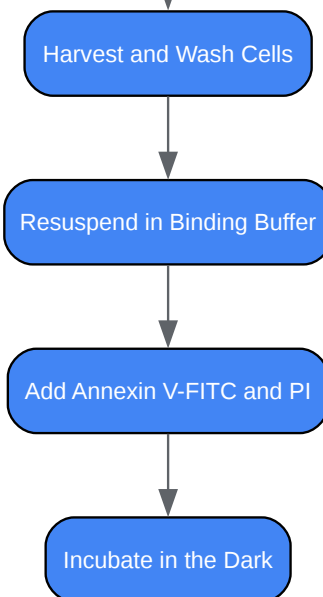 Harvest and Wash Cells
Resuspend in Binding Buffer
Add Annexin V-FITC and PI
Incubate in the Dark